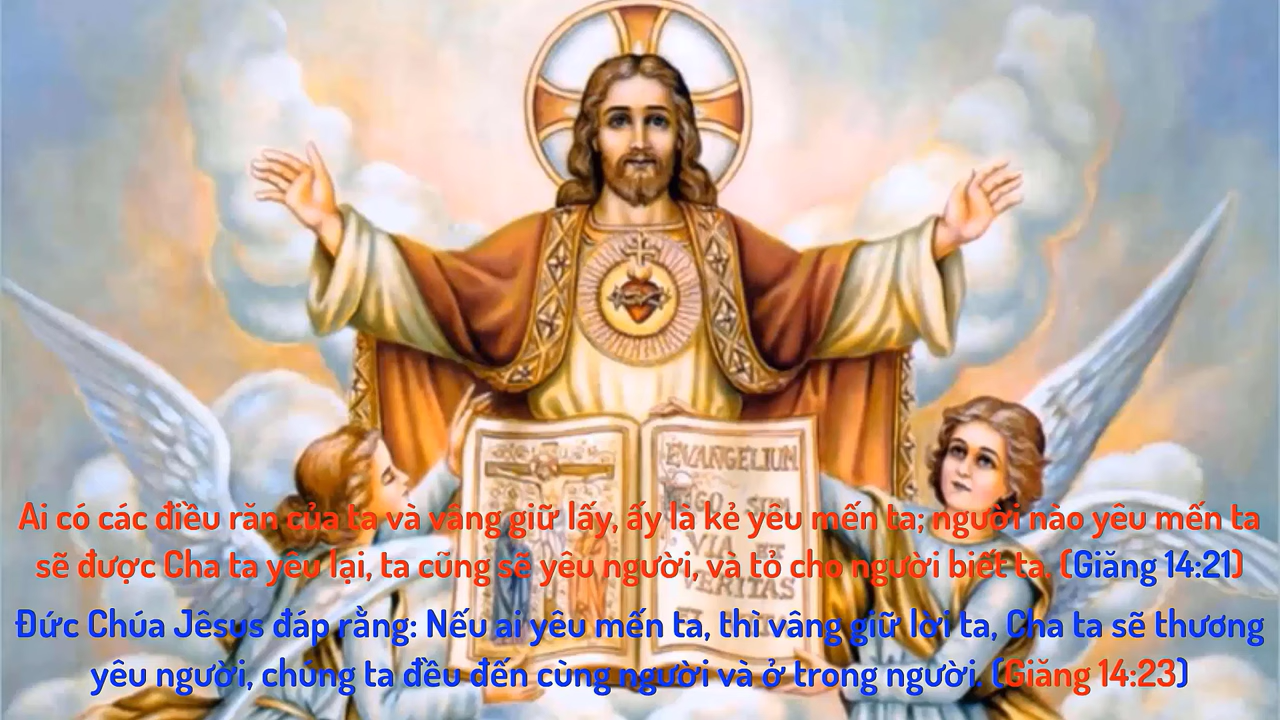 EVANGELIUM
EGO SUM
VIA ET
VERITAS
Ai có các điều răn của ta và vâng giữ lấy, ấy là kẻ yêu mến ta; người nào yêu mến ta
sẽ được Cha ta yêu lại, ta cũng sẽ yêu người, và tỏ cho người biết ta. (Giăng 14:21)
Đức Chúa Jêsus đáp rằng: Nếu ai yêu mến ta, thì vâng giữ lời ta, Cha ta sẽ thương
yêu người, chúng ta đều đến cùng người và ở trong người. (Giăng 14:23)